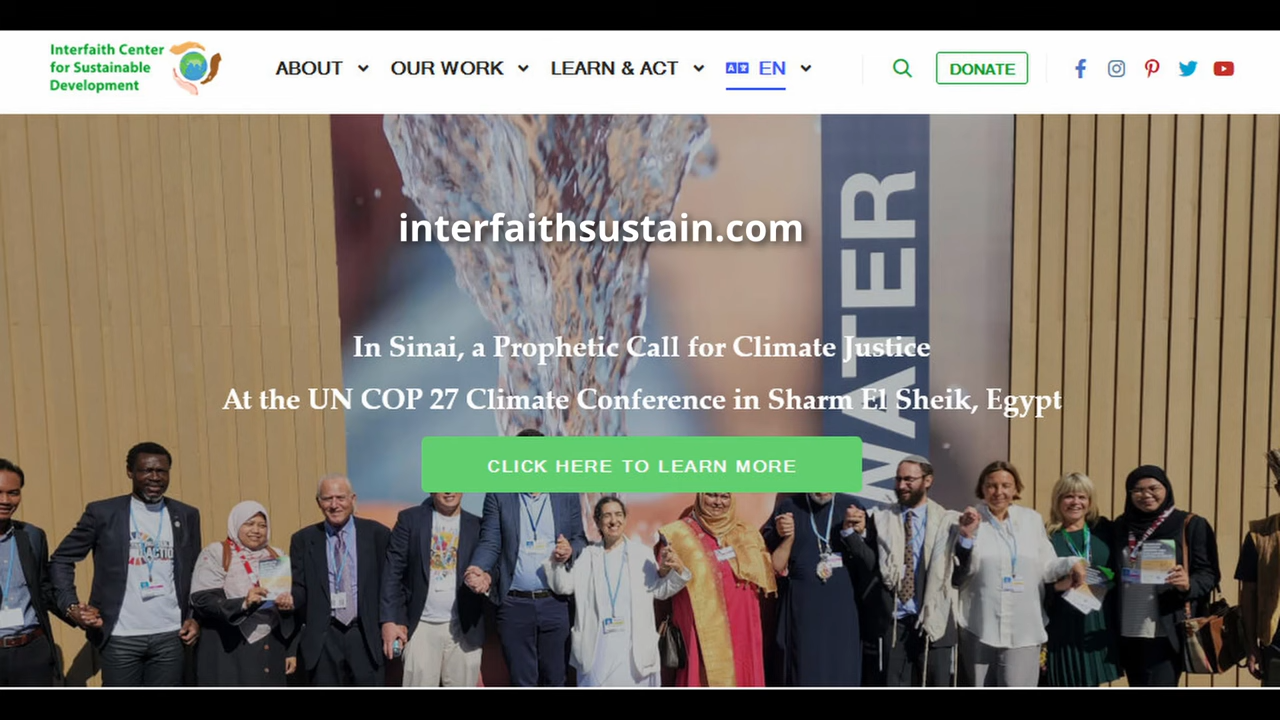 Interfaith Center
for Sustainable
Development
ABOUT
OUR WORK
LEARN & ACT
EN
DONATE
interfaithsustain.com
WATER
In Sinai, a Prophetic Call for Climate Justice
At the UN COP 27 Climate Conference in Sharm El Sheik, Egypt
CLICK HERE TO LEARN MORE